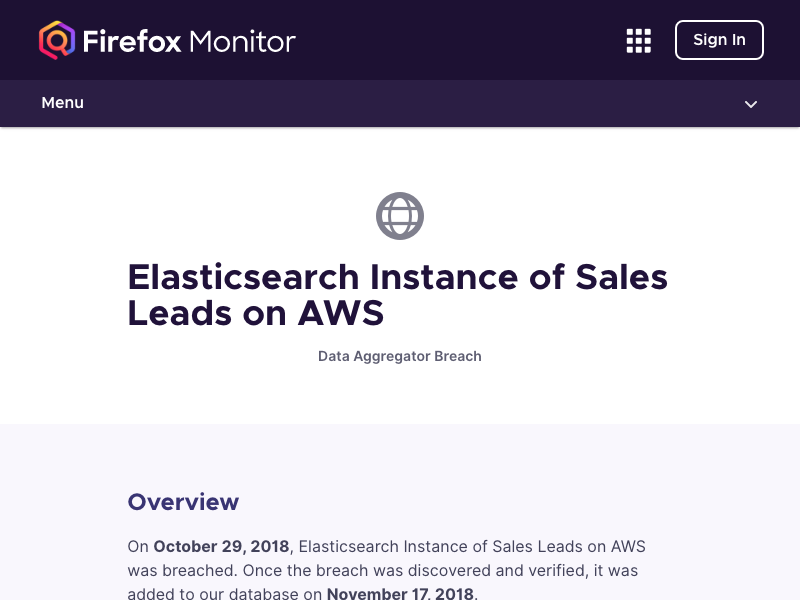 Firefox Monitor
Sign In
Menu
Elasticsearch Instance of Sales
Leads on AWS
Data Aggregator Breach
Overview
On October 29, 2018, Elasticsearch Instance of Sales Leads on AWS
was breached. Once the breach was discovered and verified, it was
added to our database on November 17, 2018.